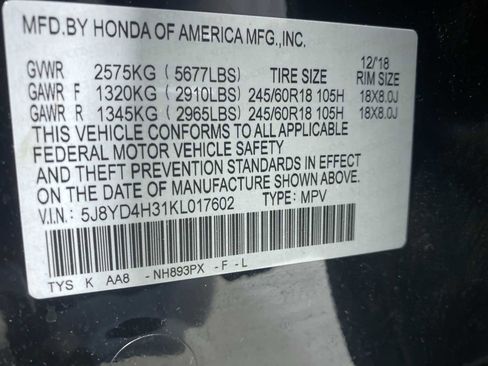 MFD.BY HONDA OF AMERICA MFG.,INC.
12/18
GVWR 2575KG (5677LBS) TIRE SIZE RIM SIZE
GAWR F 1320KG (2910LBS) 245/60R18 105H 18X8.0J
GAWR R 1345KG (2965LBS) 245/60R18 105H 18X8.0J
THIS VEHICLE CONFORMS TO ALL APPLICABLE
FEDERAL MOTOR VEHICLE SAFETY
AND THEFT PREVENTION STANDARDS IN EFFECT
ON THE DATE OF MANUFACTURE SHOWN ABOVE.
V.I.N.: 5J8YD4H31KL017602 TYPE: MPV
TYS K AA8 -NH893PX -F-L